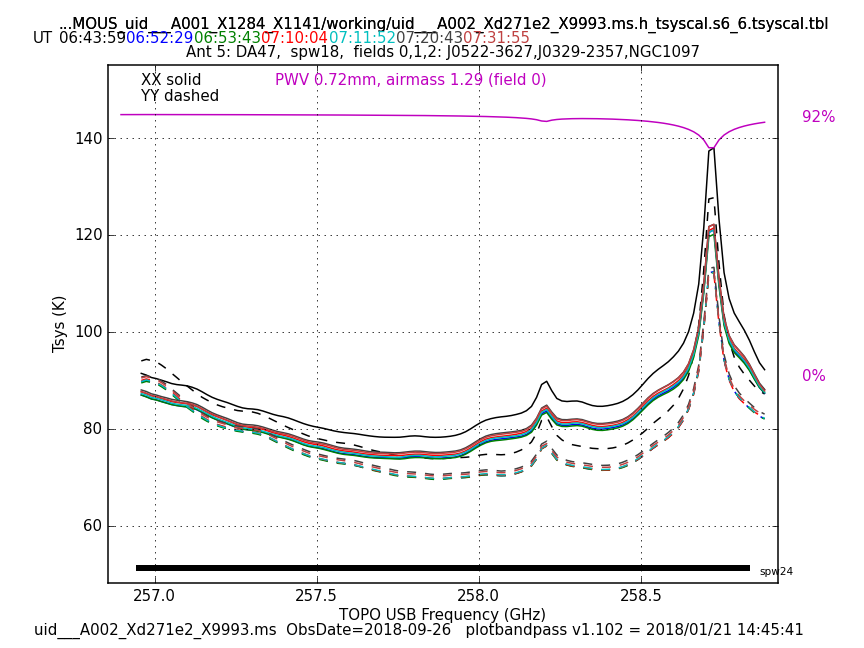 ...MOUS_uid___A001_X1284_X1141/working/uid___A002_Xd271e2_X9993.ms.h_tsyscal.s6_6.tsyscal.tbl
UT 06:43:59 06:52:29 06:53:43 07:10:04 07:11:52 07:20:43 07:31:55
Ant 5: DA47, spw18, fields 0,1,2: J0522-3627,J0329-2357,NGC1097
XX solid
YY dashed
PWV 0.72mm, airmass 1.29 (field 0)
92%
0%
140
120
100
80
60
Tsys (K)
spw24
257.0 257.5 258.0 258.5
TOPO USB Frequency (GHz)
uid___A002_Xd271e2_X9993.ms ObsDate=2018-09-26 plotbandpass v1.102 = 2018/01/21 14:45:41